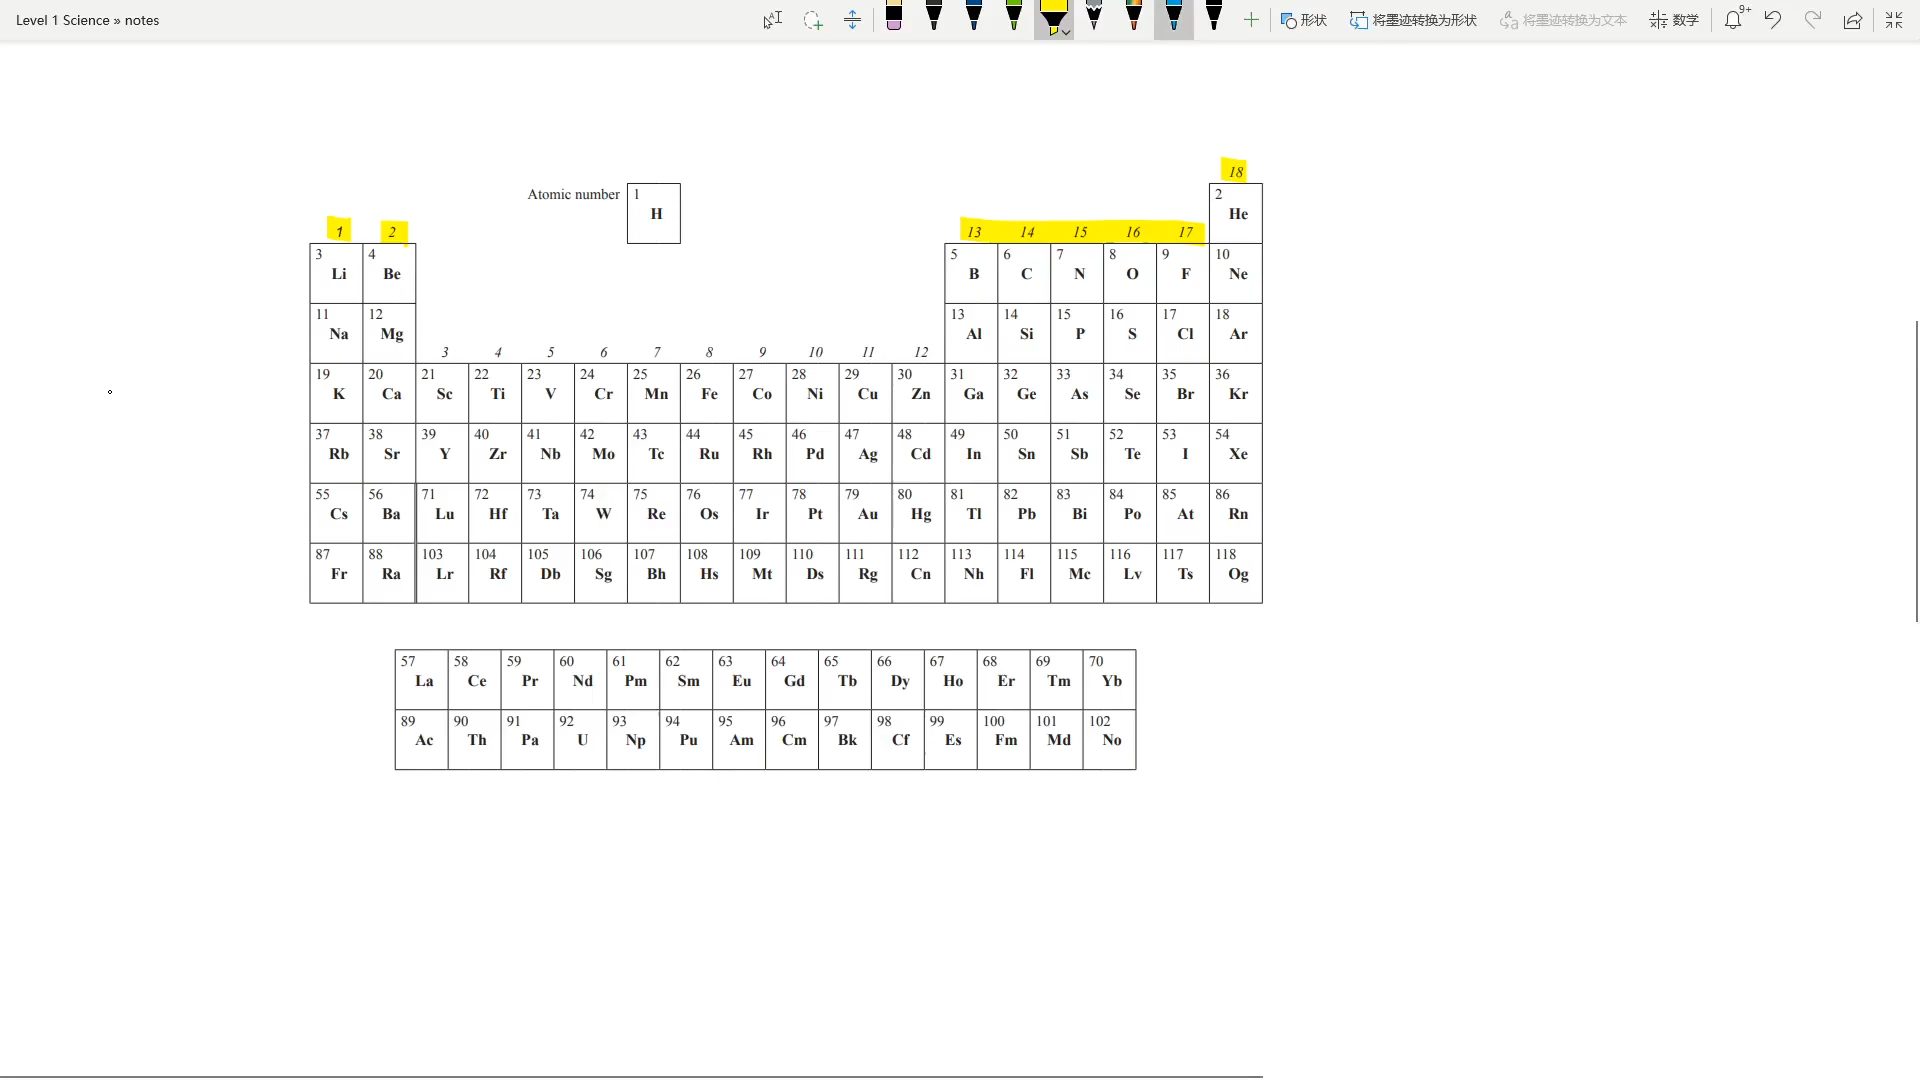 Level 1 Science » notes
形状 将墨迹转换为形状 将墨迹转换为文本 数学 9+
18
Atomic number 1 H 2 He
1 2 13 14 15 16 17
3 Li 4 Be 5 B 6 C 7 N 8 O 9 F 10 Ne
11 Na 12 Mg 13 Al 14 Si 15 P 16 S 17 Cl 18 Ar
3 4 5 6 7 8 9 10 11 12
19 K 20 Ca 21 Sc 22 Ti 23 V 24 Cr 25 Mn 26 Fe 27 Co 28 Ni 29 Cu 30 Zn 31 Ga 32 Ge 33 As 34 Se 35 Br 36 Kr
37 Rb 38 Sr 39 Y 40 Zr 41 Nb 42 Mo 43 Tc 44 Ru 45 Rh 46 Pd 47 Ag 48 Cd 49 In 50 Sn 51 Sb 52 Te 53 I 54 Xe
55 Cs 56 Ba 71 Lu 72 Hf 73 Ta 74 W 75 Re 76 Os 77 Ir 78 Pt 79 Au 80 Hg 81 Tl 82 Pb 83 Bi 84 Po 85 At 86 Rn
87 Fr 88 Ra 103 Lr 104 Rf 105 Db 106 Sg 107 Bh 108 Hs 109 Mt 110 Ds 111 Rg 112 Cn 113 Nh 114 Fl 115 Mc 116 Lv 117 Ts 118 Og
57 La 58 Ce 59 Pr 60 Nd 61 Pm 62 Sm 63 Eu 64 Gd 65 Tb 66 Dy 67 Ho 68 Er 69 Tm 70 Yb
89 Ac 90 Th 91 Pa 92 U 93 Np 94 Pu 95 Am 96 Cm 97 Bk 98 Cf 99 Es 100 Fm 101 Md 102 No